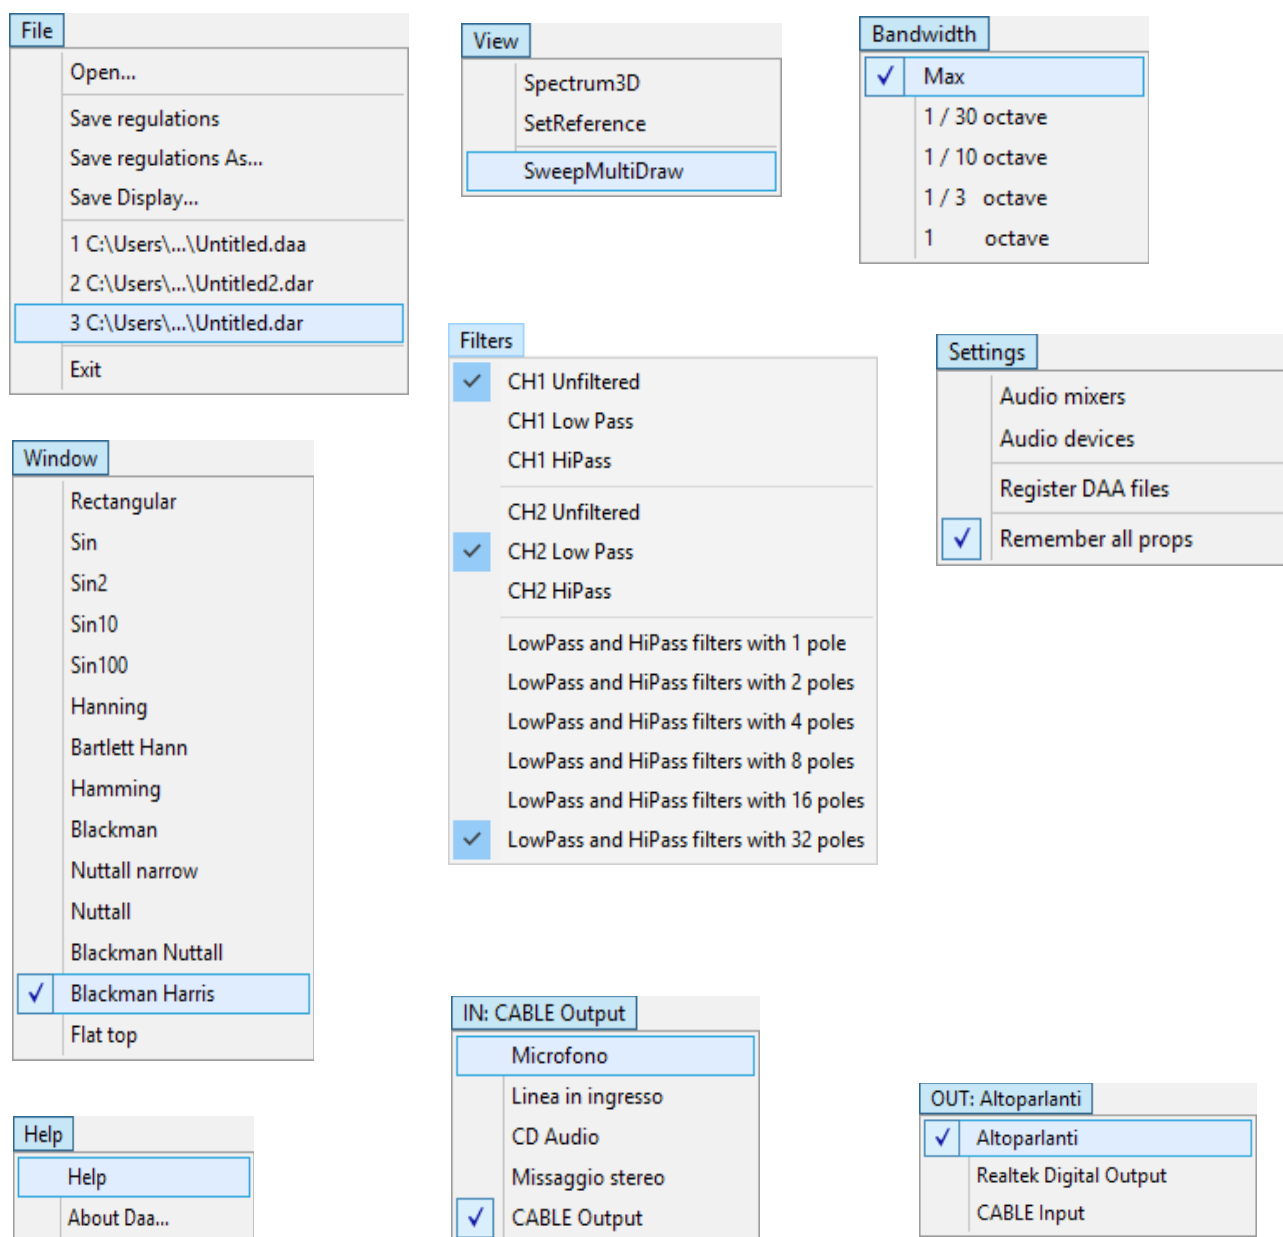 File
Open...
Save regulations
Save regulations As...
Save Display...
1 C:\Users\...\Untitled.daa
2 C:\Users\...\Untitled2.dar
3 C:\Users\...\Untitled.dar
Exit
View
Spectrum3D
SetReference
SweepMultiDraw
Bandwidth
Max
1 / 30 octave
1 / 10 octave
1 / 3 octave
1 octave
Filters
CH1 Unfiltered
CH1 Low Pass
CH1 HiPass
CH2 Unfiltered
CH2 Low Pass
CH2 HiPass
LowPass and HiPass filters with 1 pole
LowPass and HiPass filters with 2 poles
LowPass and HiPass filters with 4 poles
LowPass and HiPass filters with 8 poles
LowPass and HiPass filters with 16 poles
LowPass and HiPass filters with 32 poles
Settings
Audio mixers
Audio devices
Register DAA files
Remember all props
Window
Rectangular
Sin
Sin2
Sin10
Sin100
Hanning
Bartlett Hann
Hamming
Blackman
Nuttall narrow
Nuttall
Blackman Nuttall
Blackman Harris
Flat top
Help
Help
About Daa...
IN: CABLE Output
Microfono
Linea in ingresso
CD Audio
Missaggio stereo
CABLE Output
OUT: Altoparlanti
Altoparlanti
Realtek Digital Output
CABLE Input